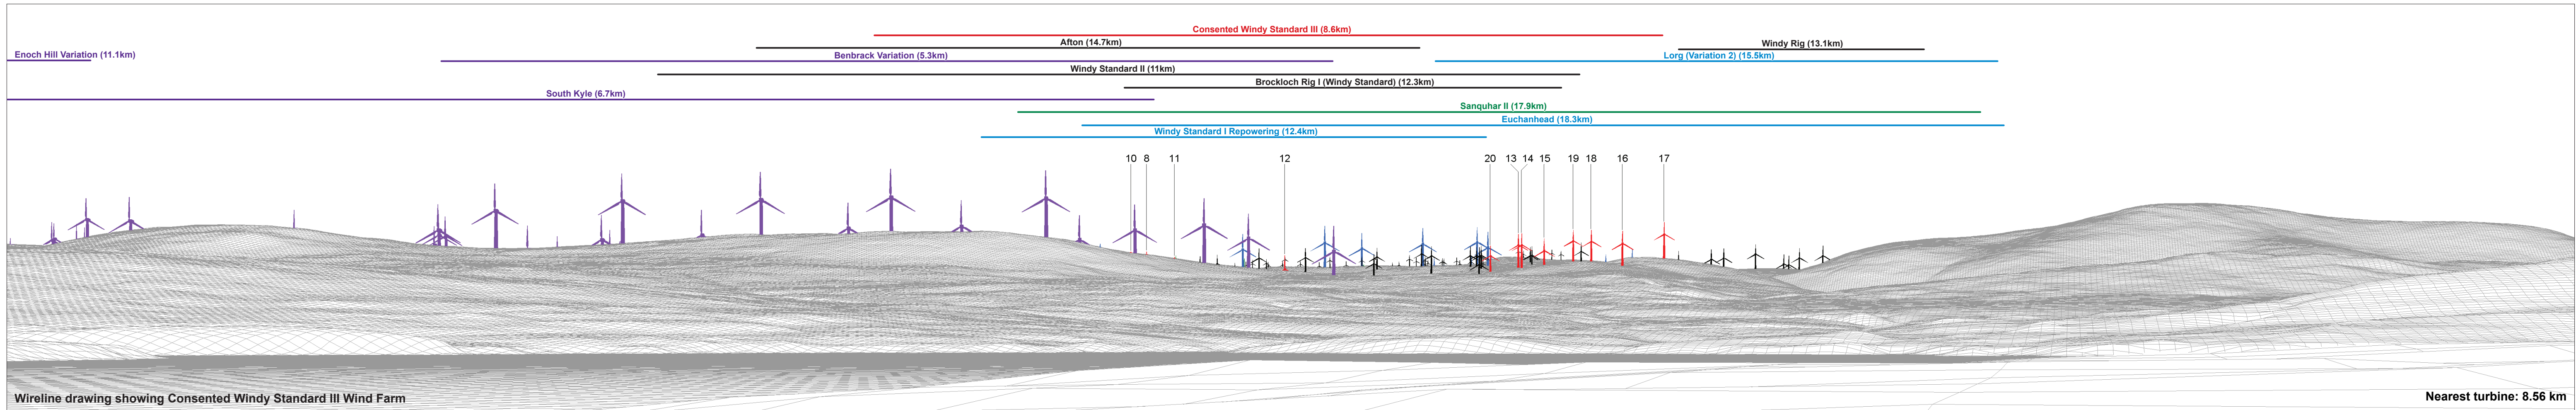 Consented Windy Standard III (8.6km)
Afton (14.7km)
Windy Rig (13.1km)
Enoch Hill Variation (11.1km)
Benbrack Variation (5.3km)
Lorg (Variation 2) (15.5km)
Windy Standard II (11km)
Brockloch Rig I (Windy Standard) (12.3km)
South Kyle (6.7km)
Sanquhar II (17.9km)
Euchanhead (18.3km)
Windy Standard I Repowering (12.4km)
10 8 11 12 20 13 14 15 19 18 16 17
Wireline drawing showing Consented Windy Standard III Wind Farm
Nearest turbine: 8.56 km